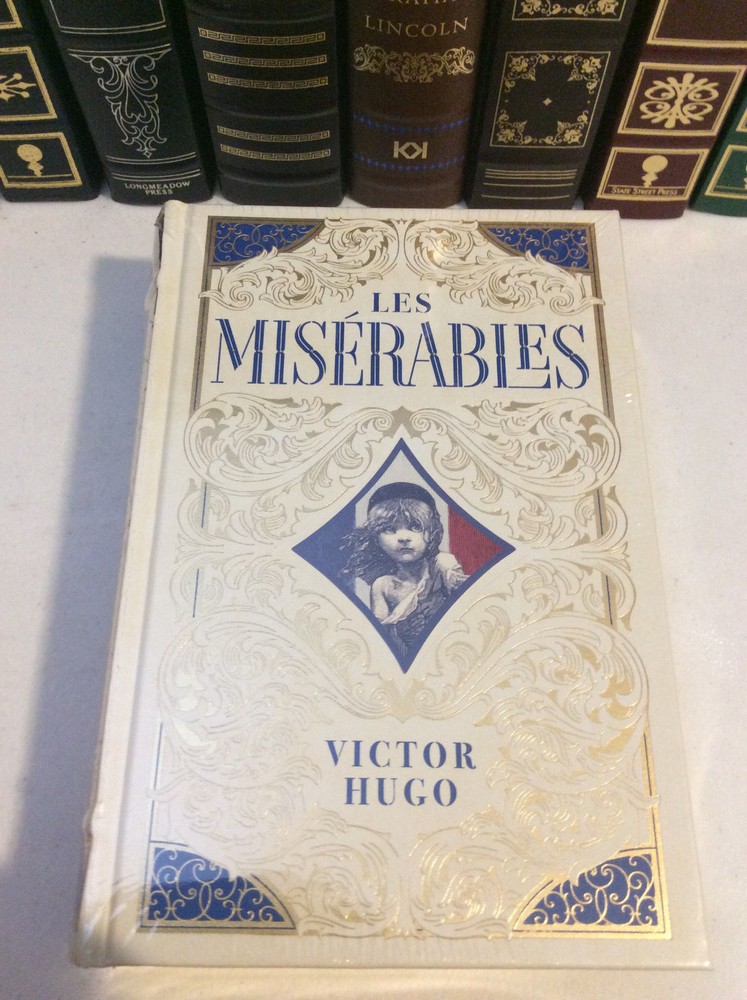 LINCOLN
LONGMEADOW
PRESS
STATE STREET PRESS
LES
MISÉRABLES
VICTOR
HUGO